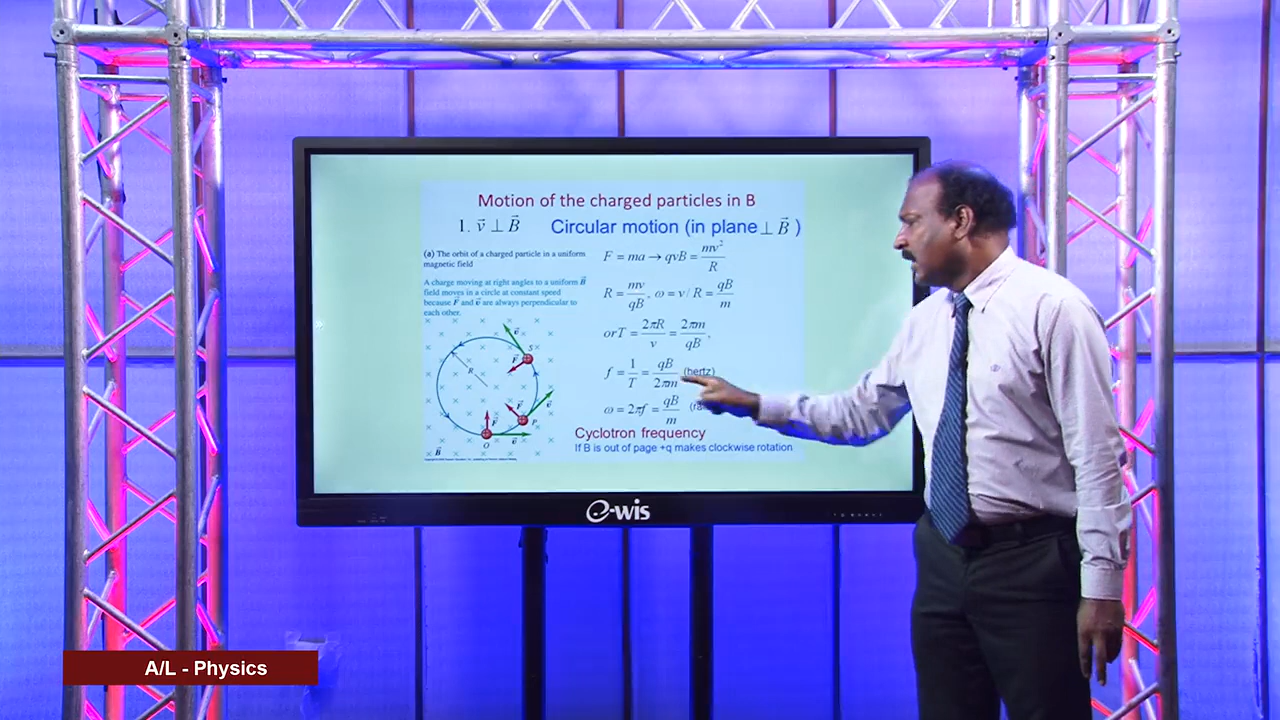 Motion of the charged particles in B
1. v⃗ ⊥ B⃗ Circular motion (in plane ⊥ B⃗ )
(a) The orbit of a charged particle in a uniform
magnetic field
A charge moving at right angles to a uniform B⃗
field moves in a circle at constant speed
because F⃗ and v⃗ are always perpendicular to
each other.
F = ma → qvB = mv²/R
R = mv/qB, ω = v/R = qB/m
orT = 2πR/v = 2πm/qB,
f = 1/T = qB/2πm (hertz)
ω = 2πf = qB/m
Cyclotron frequency
If B is out of page +q makes clockwise rotation
v⃗
S
F⃗
R
F⃗
v⃗
P
F⃗
O
v⃗
B⃗
e-wis
A/L - Physics